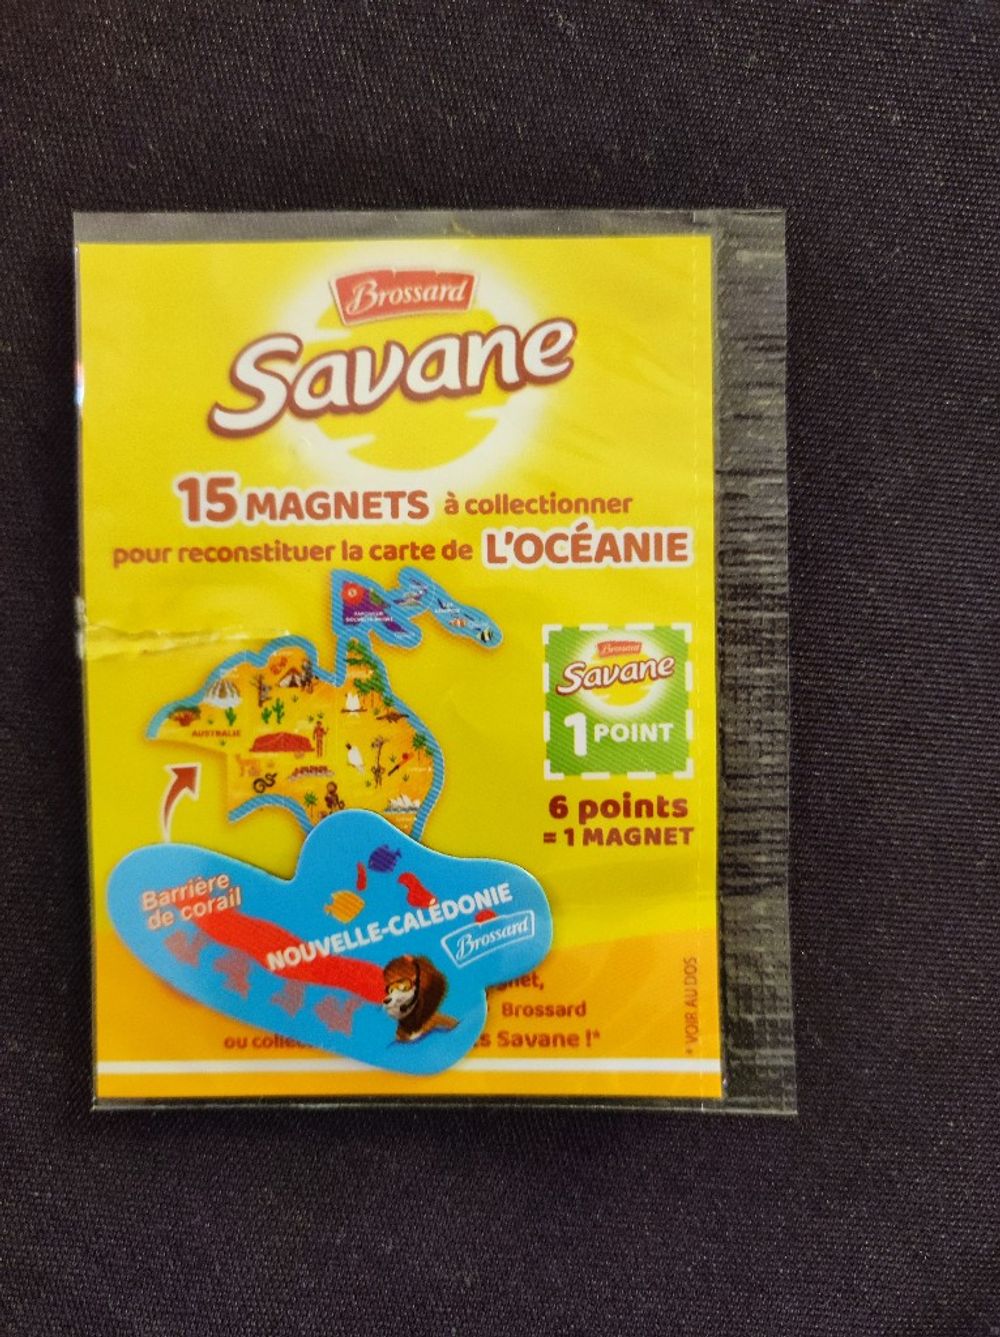 Brossard
Savane
15 MAGNETS à collectionner
pour reconstituer la carte de L'OCÉANIE
AUSTRALIE
Brossard
Savane
1 POINT
6 points
= 1 MAGNET
Barrière
de corail
NOUVELLE-CALÉDONIE
Brossard
Brossard
ou
Savane !*
* VOIR AU DOS